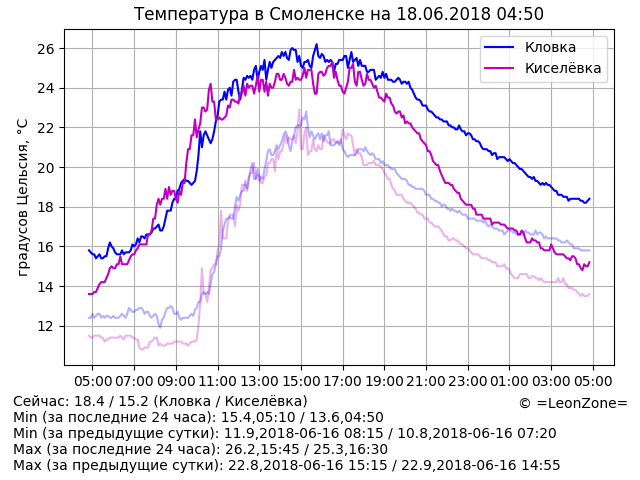 Температура в Смоленске на 18.06.2018 04:50
Кловка
Киселёвка
градусов Цельсия, °C
26
24
22
20
18
16
14
12
05:00 07:00 09:00 11:00 13:00 15:00 17:00 19:00 21:00 23:00 01:00 03:00 05:00
Сейчас: 18.4 / 15.2 (Кловка / Киселёвка)
© =LeonZone=
Min (за последние 24 часа): 15.4,05:10 / 13.6,04:50
Min (за предыдущие сутки): 11.9,2018-06-16 08:15 / 10.8,2018-06-16 07:20
Max (за последние 24 часа): 26.2,15:45 / 25.3,16:30
Max (за предыдущие сутки): 22.8,2018-06-16 15:15 / 22.9,2018-06-16 14:55